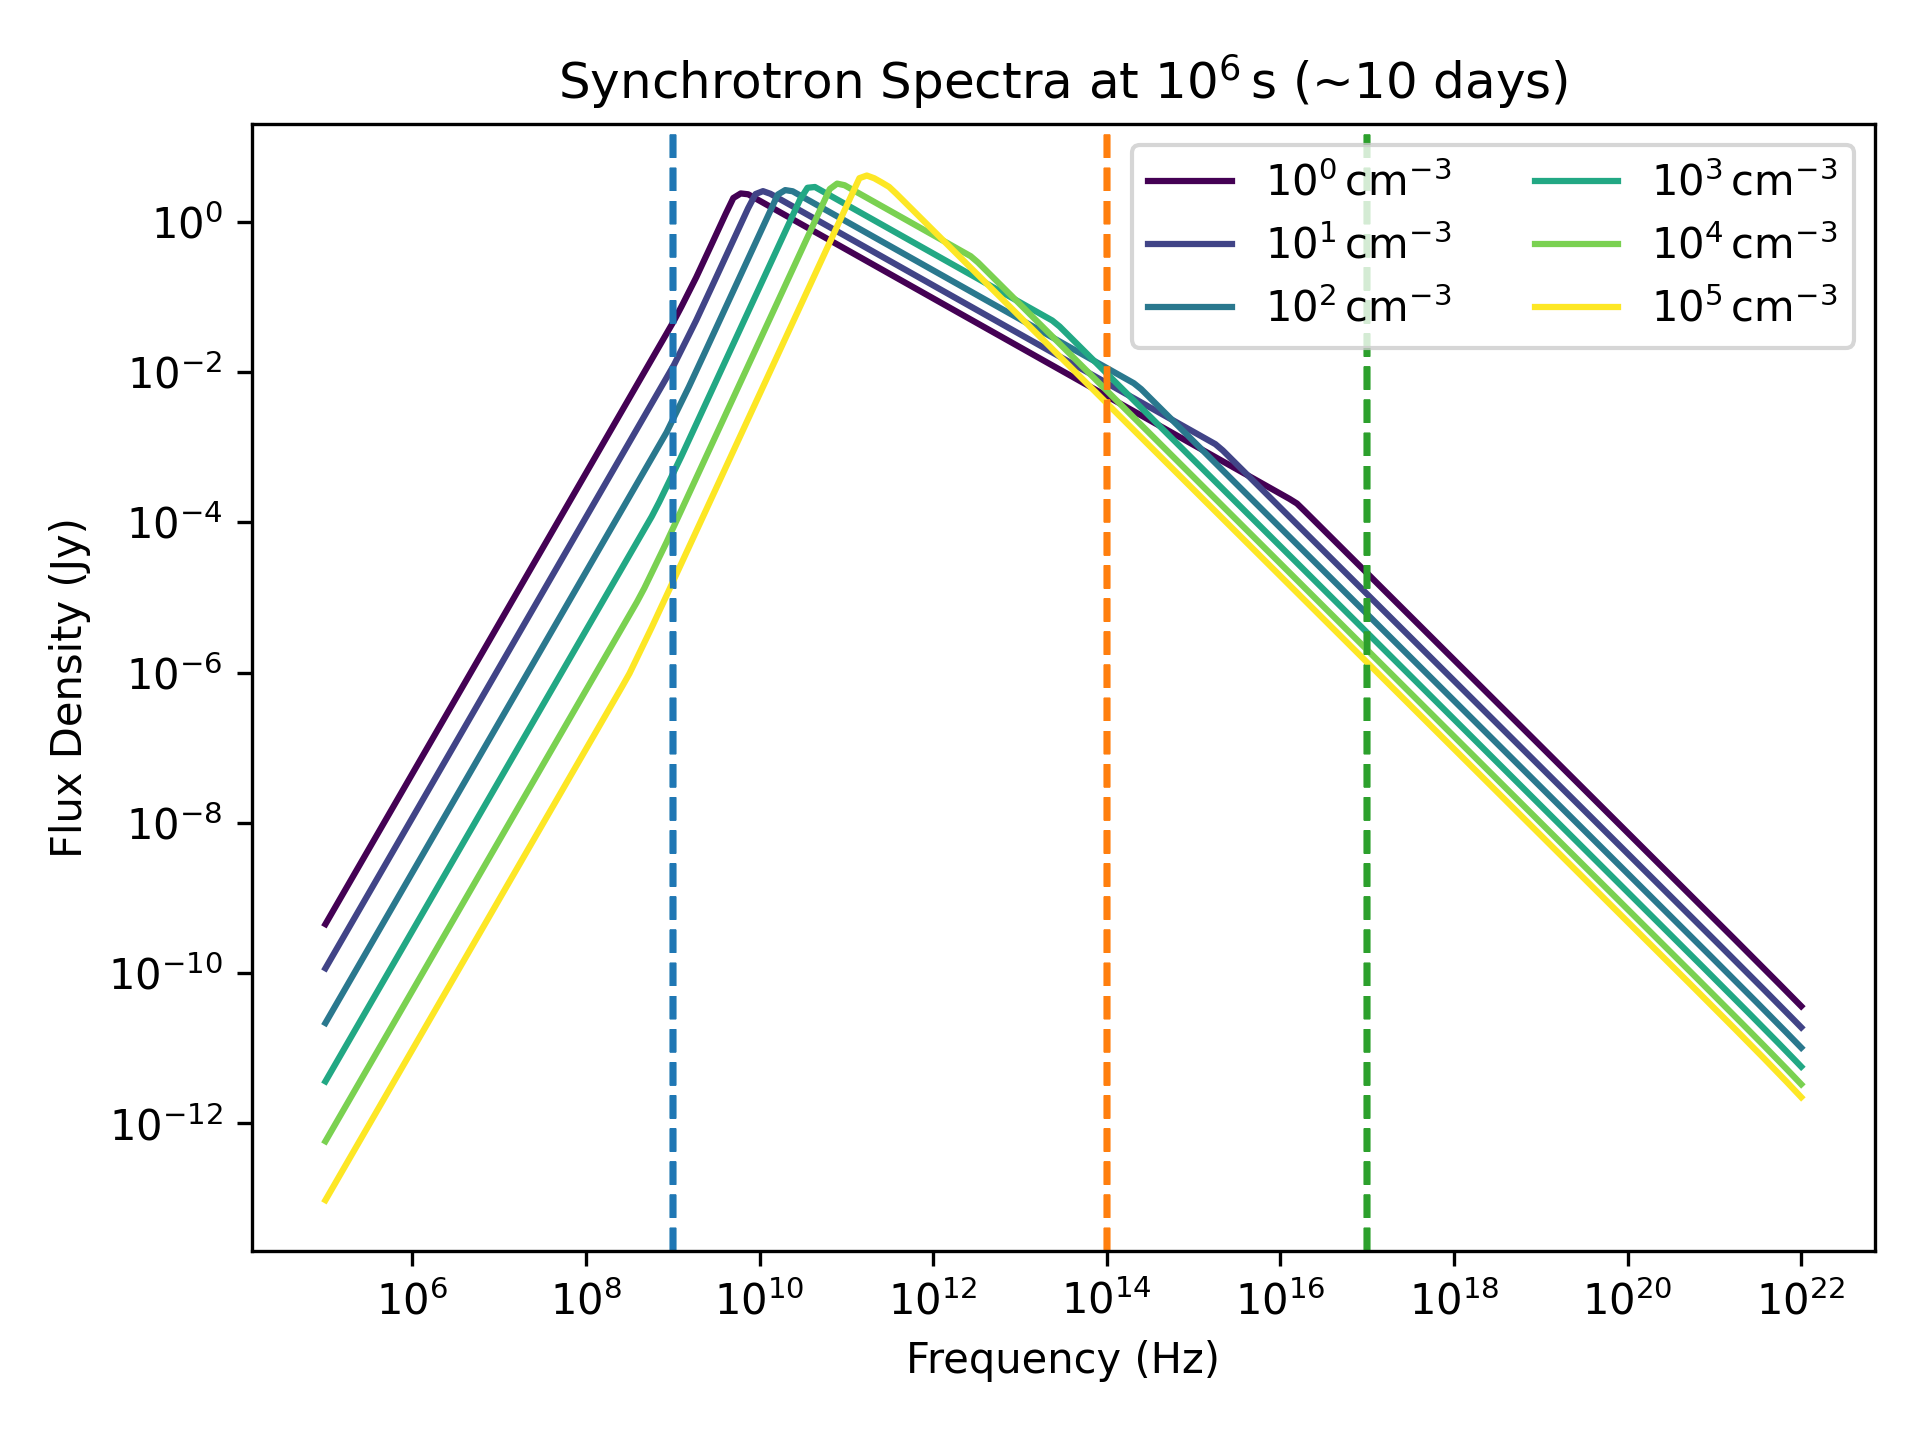 Synchrotron Spectra at 10⁶ s (~10 days)
10⁰ cm⁻³
10¹ cm⁻³
10² cm⁻³
10³ cm⁻³
10⁴ cm⁻³
10⁵ cm⁻³
Flux Density (Jy)
10⁰
10⁻²
10⁻⁴
10⁻⁶
10⁻⁸
10⁻¹⁰
10⁻¹²
10⁶ 10⁸ 10¹⁰ 10¹² 10¹⁴ 10¹⁶ 10¹⁸ 10²⁰ 10²²
Frequency (Hz)